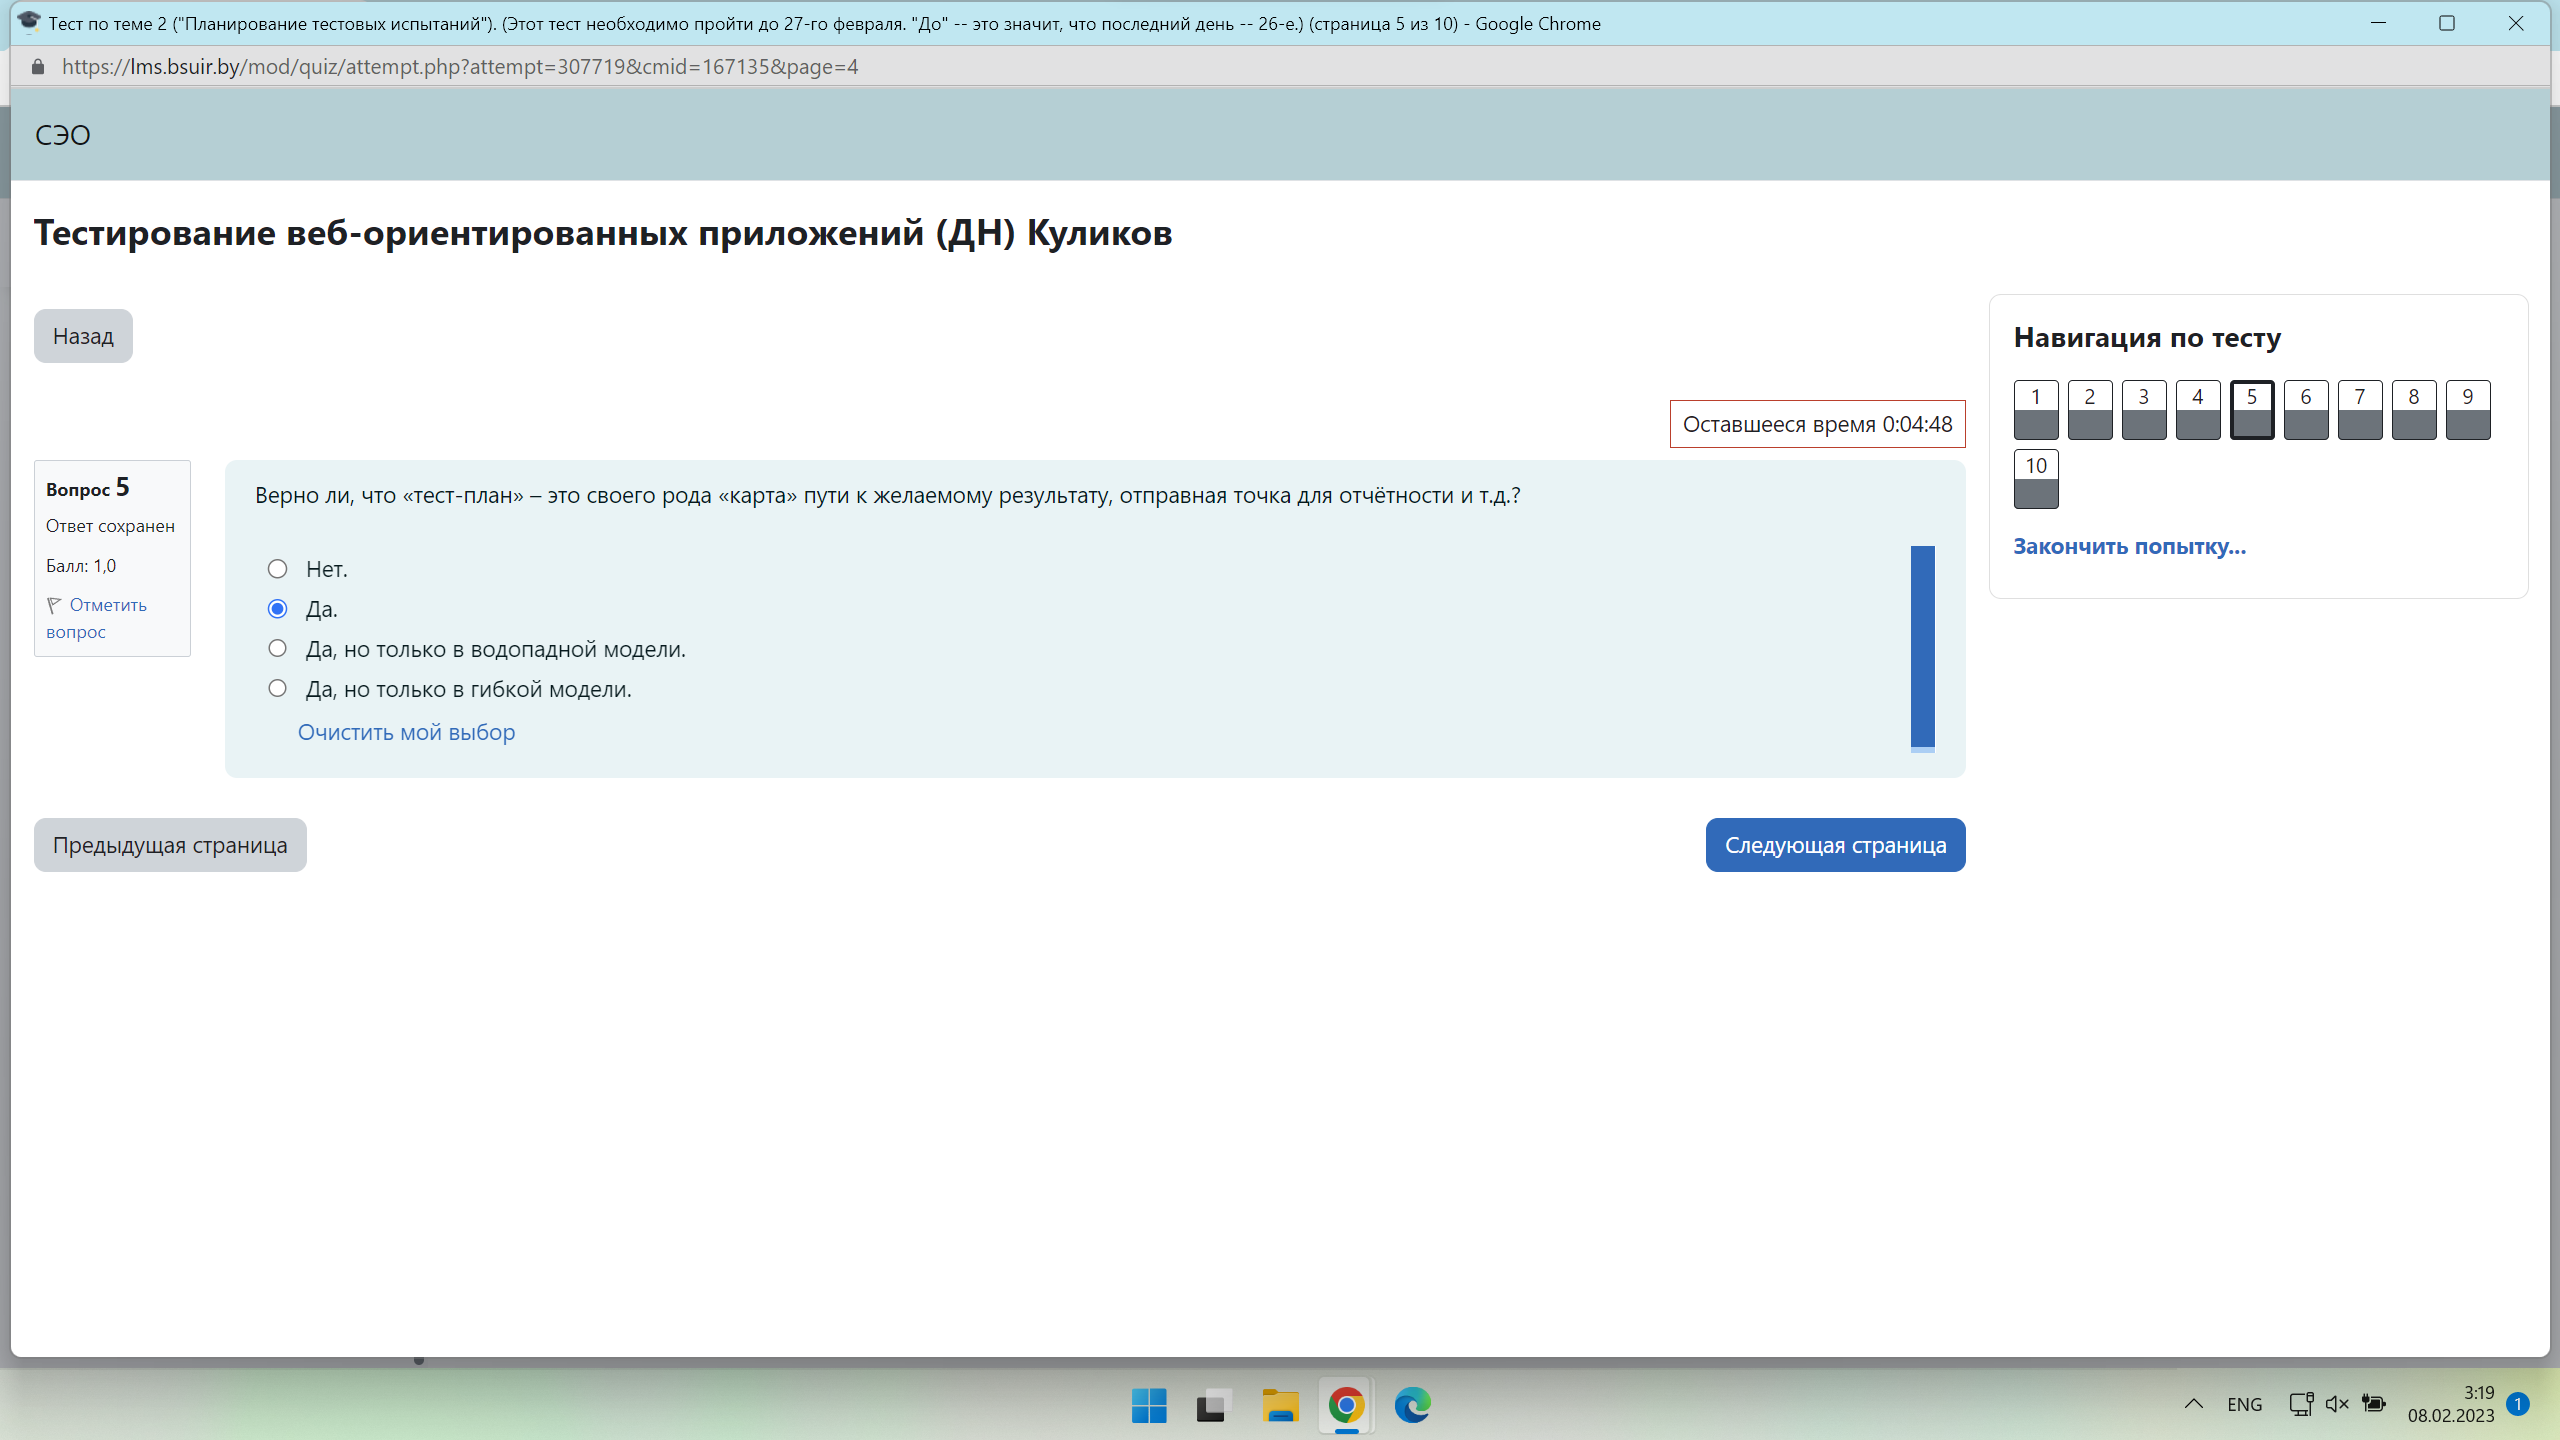 Тест по теме 2 ("Планирование тестовых испытаний"). (Этот тест необходимо пройти до 27-го февраля. "До" -- это значит, что последний день -- 26-е.) (страница 5 из 10) - Google Chrome
https://lms.bsuir.by/mod/quiz/attempt.php?attempt=307719&cmid=167135&page=4
СЭО
Тестирование веб-ориентированных приложений (ДН) Куликов
Назад
Оставшееся время 0:04:48
Вопрос 5
Ответ сохранен
Балл: 1,0
Отметить
вопрос
Верно ли, что «тест-план» – это своего рода «карта» пути к желаемому результату, отправная точка для отчётности и т.д.?
Нет.
Да.
Да, но только в водопадной модели.
Да, но только в гибкой модели.
Очистить мой выбор
Предыдущая страница
Следующая страница
Навигация по тесту
1 2 3 4 5 6 7 8 9
10
Закончить попытку...
ENG
3:19
08.02.2023
1